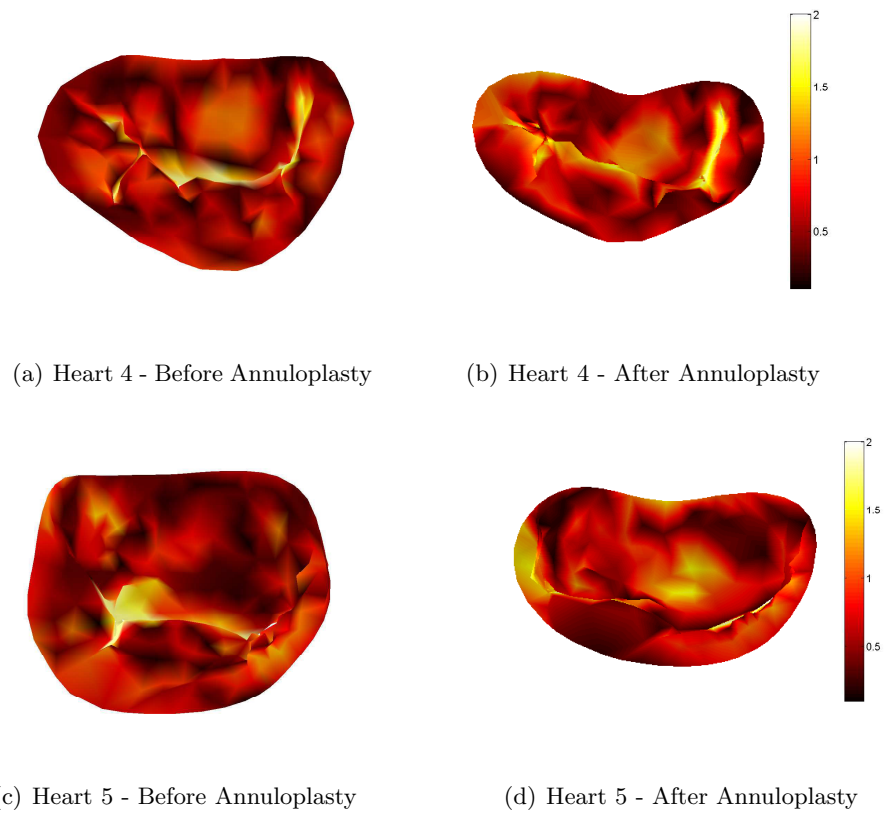 2
1.5
1
0.5
(a) Heart 4 - Before Annuloplasty
(b) Heart 4 - After Annuloplasty
2
1.5
1
0.5
c) Heart 5 - Before Annuloplasty
(d) Heart 5 - After Annuloplasty